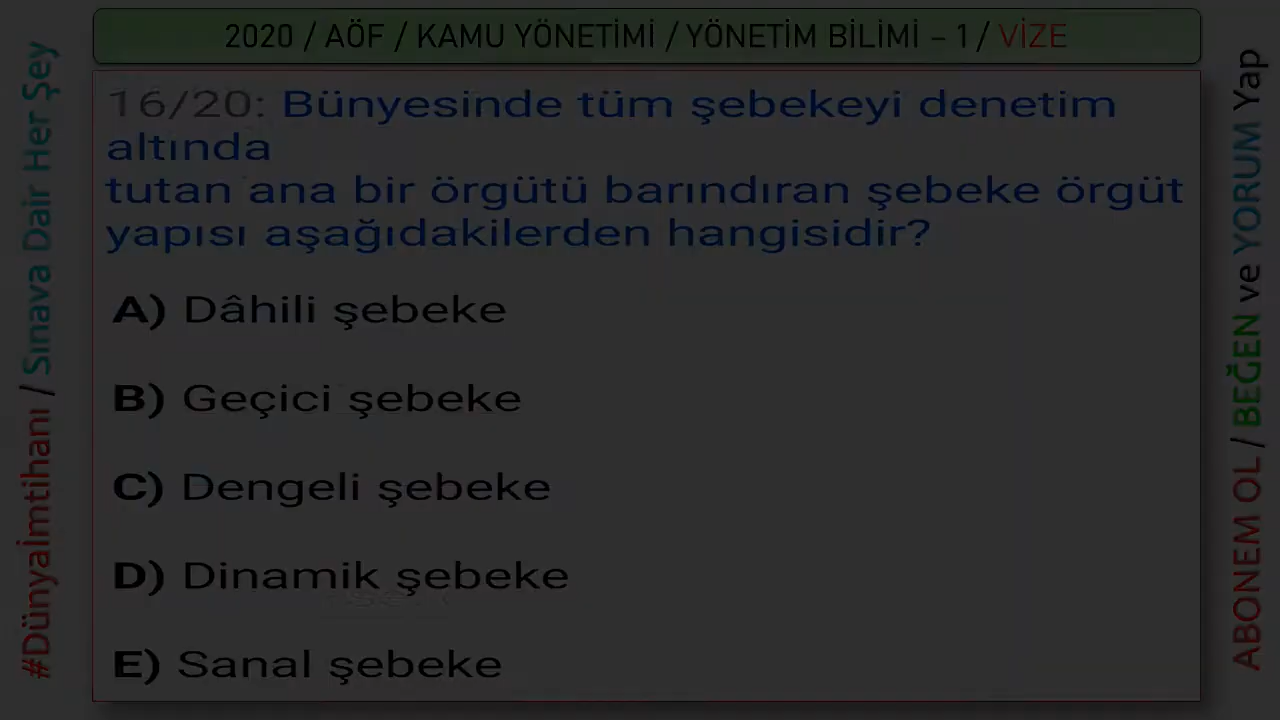 2020 / AÖF / KAMU YÖNETİMİ / YÖNETİM BİLİMİ – 1 / VİZE
#Dünyaİmtihanı / Sınava Dair Her Şey
16/20: Bünyesinde tüm şebekeyi denetim
altında
tutan ana bir örgütü barındıran şebeke örgüt
yapısı aşağıdakilerden hangisidir?
A) Dâhili şebeke
B) Geçici şebeke
C) Dengeli şebeke
D) Dinamik şebeke
E) Sanal şebeke
ABONEM OL / BEĞEN ve YORUM Yap